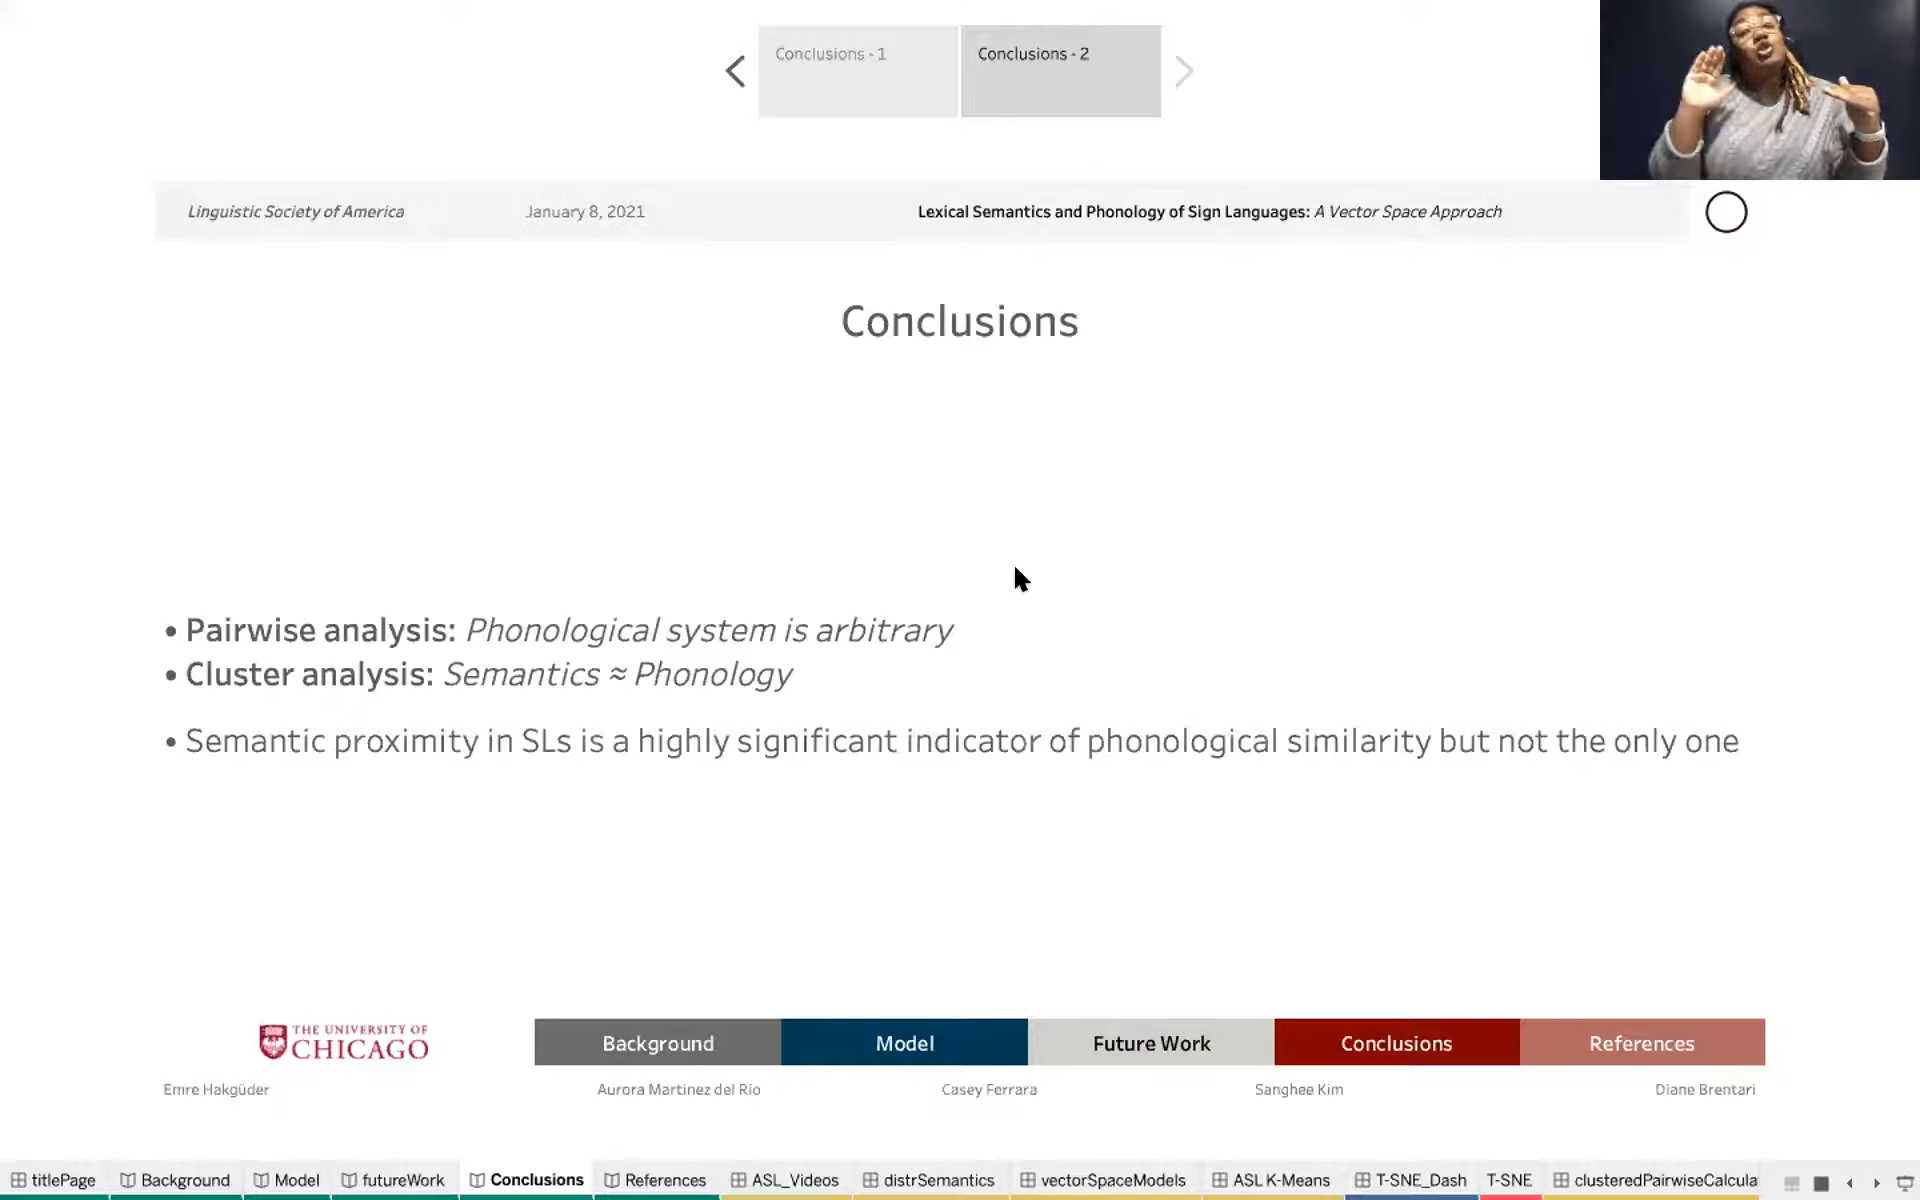 Conclusions - 1
Conclusions - 2
Linguistic Society of America
January 8, 2021
Lexical Semantics and Phonology of Sign Languages: A Vector Space Approach
Conclusions
• Pairwise analysis: Phonological system is arbitrary
• Cluster analysis: Semantics ≈ Phonology
• Semantic proximity in SLs is a highly significant indicator of phonological similarity but not the only one
THE UNIVERSITY OF
CHICAGO
Background
Model
Future Work
Conclusions
References
Emre Hakgüder
Aurora Martinez del Rio
Casey Ferrara
Sanghee Kim
Diane Brentari
titlePage
Background
Model
futureWork
Conclusions
References
ASL_Videos
distrSemantics
vectorSpaceModels
ASL K-Means
T-SNE_Dash
T-SNE
clusteredPairwiseCalcula